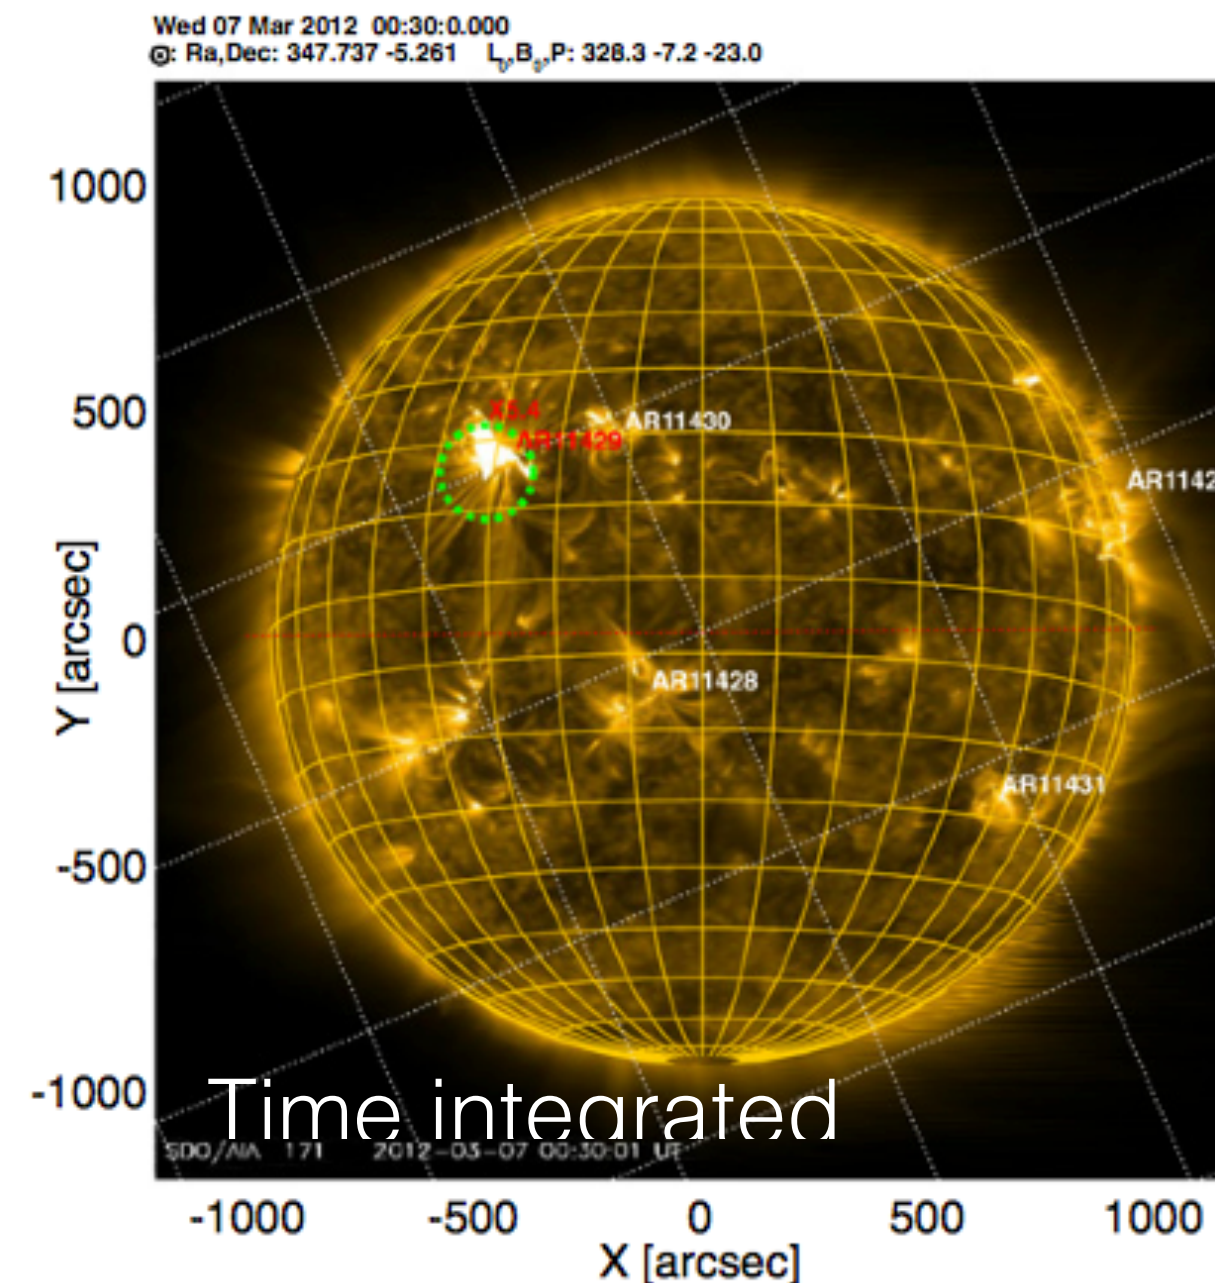 Wed 07 Mar 2012 00:30:0.000
⊙: Ra,Dec: 347.737 -5.261 L₀,B₀,P: 328.3 -7.2 -23.0
1000
500
0
-500
-1000
Y [arcsec]
X5.4
AR11429
AR11430
AR1142
AR11428
AR11431
Time integrated
SDO/AIA 171 2012-03-07 00:30:01 UT
-1000 -500 0 500 1000
X [arcsec]